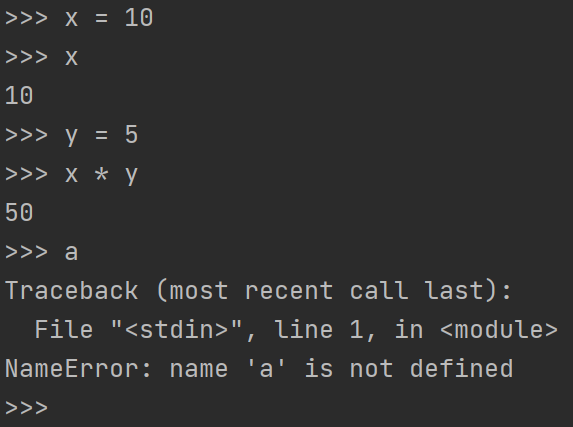 >>> x = 10
>>> x
10
>>> y = 5
>>> x * y
50
>>> a
Traceback (most recent call last):
  File "<stdin>", line 1, in <module>
NameError: name 'a' is not defined
>>>